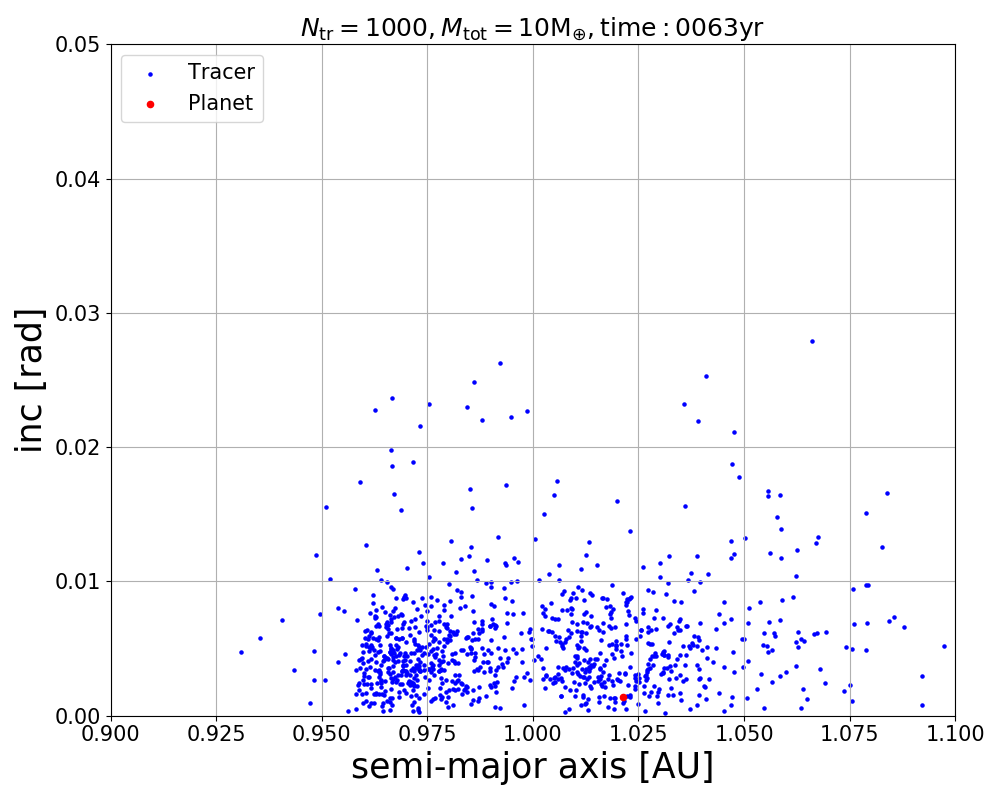 N_tr = 1000, M_tot = 10M_⊕, time : 0063yr
Tracer
Planet
0.05
0.04
0.03
0.02
0.01
0.00
inc [rad]
0.900 0.925 0.950 0.975 1.000 1.025 1.050 1.075 1.100
semi-major axis [AU]